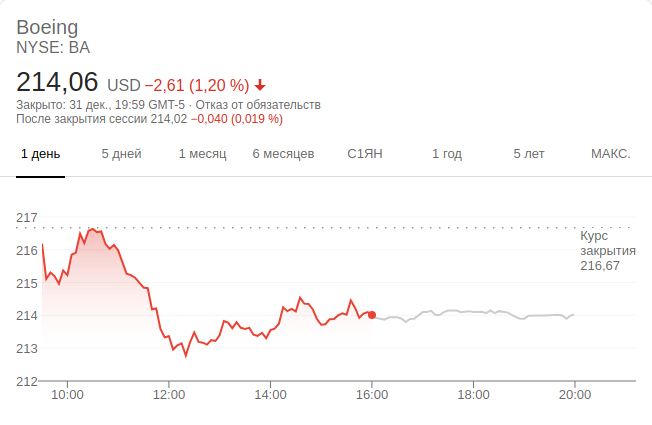 Boeing
NYSE: BA
214,06 USD −2,61 (1,20 %)
Закрыто: 31 дек., 19:59 GMT-5 · Отказ от обязательств
После закрытия сессии 214,02 −0,040 (0,019 %)
1 день 5 дней 1 месяц 6 месяцев С1ЯН 1 год 5 лет МАКС.
217
216
215
214
213
212
Курс
закрытия
216,67
10:00 12:00 14:00 16:00 18:00 20:00